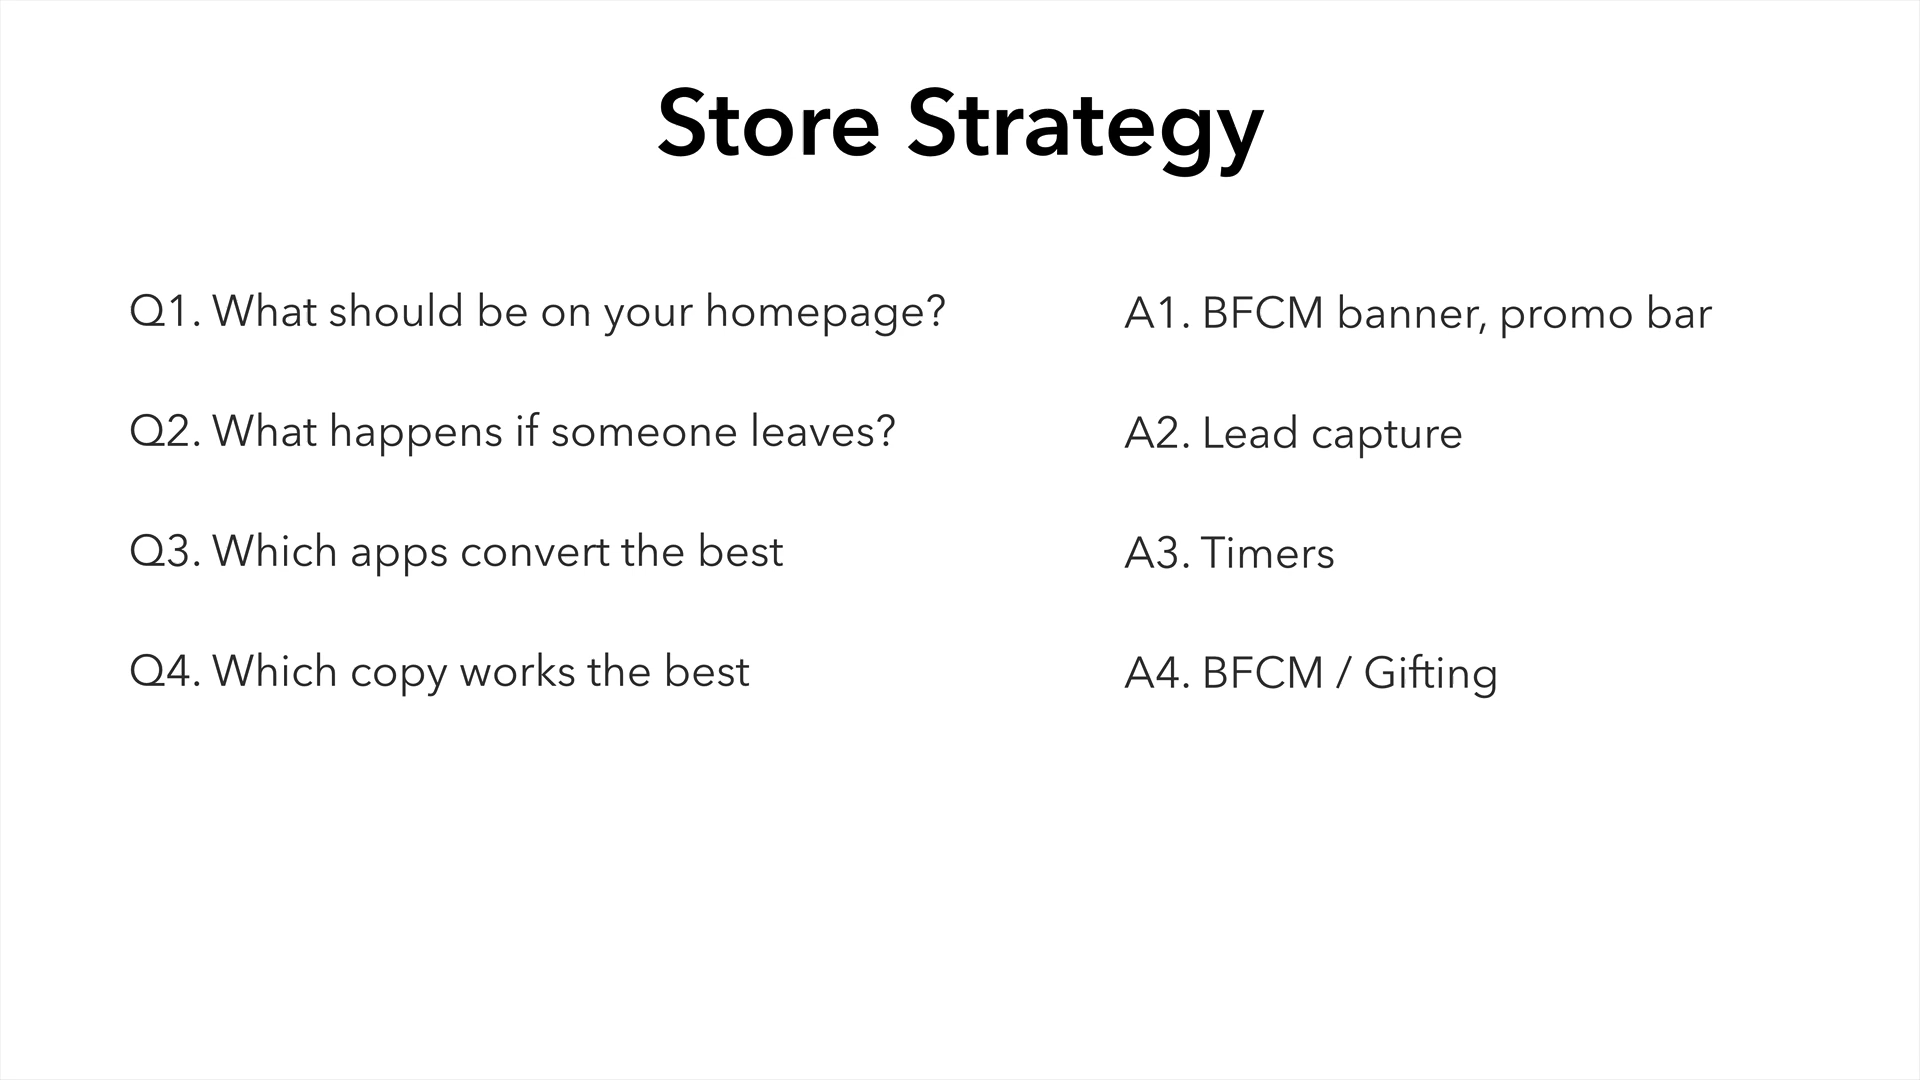 Store Strategy
Q1. What should be on your homepage?
A1. BFCM banner, promo bar
Q2. What happens if someone leaves?
A2. Lead capture
Q3. Which apps convert the best
A3. Timers
Q4. Which copy works the best
A4. BFCM / Gifting